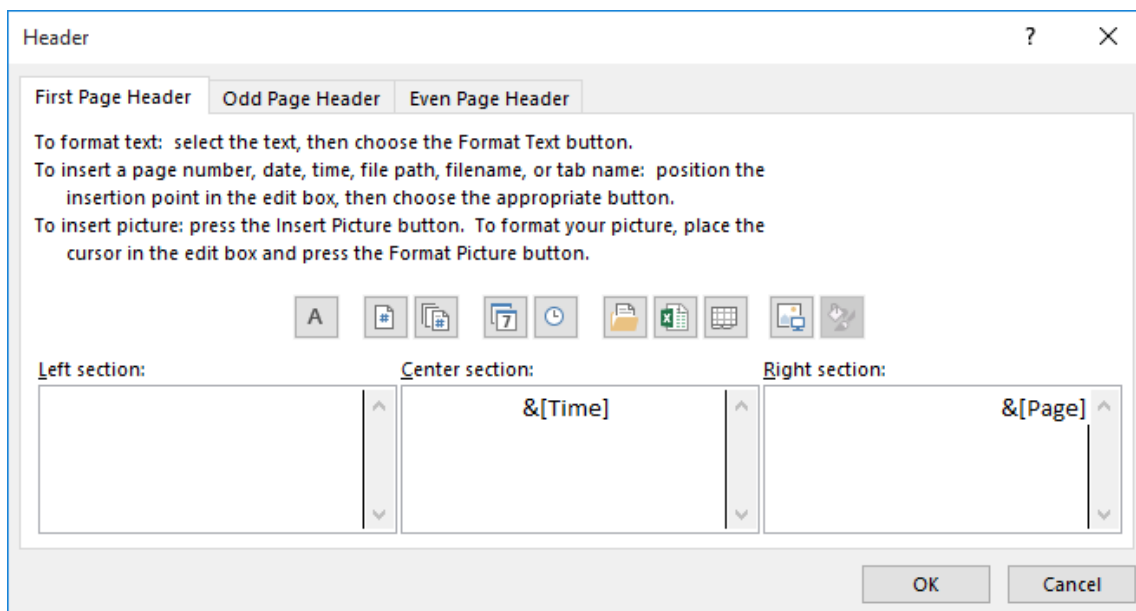 Header ?
First Page Header Odd Page Header Even Page Header
To format text:  select the text, then choose the Format Text button.
To insert a page number, date, time, file path, filename, or tab name:  position the
insertion point in the edit box, then choose the appropriate button.
To insert picture: press the Insert Picture button.  To format your picture, place the
cursor in the edit box and press the Format Picture button.
A # # 7 X
Left section: Center section: Right section:
&[Time] &[Page]
OK Cancel